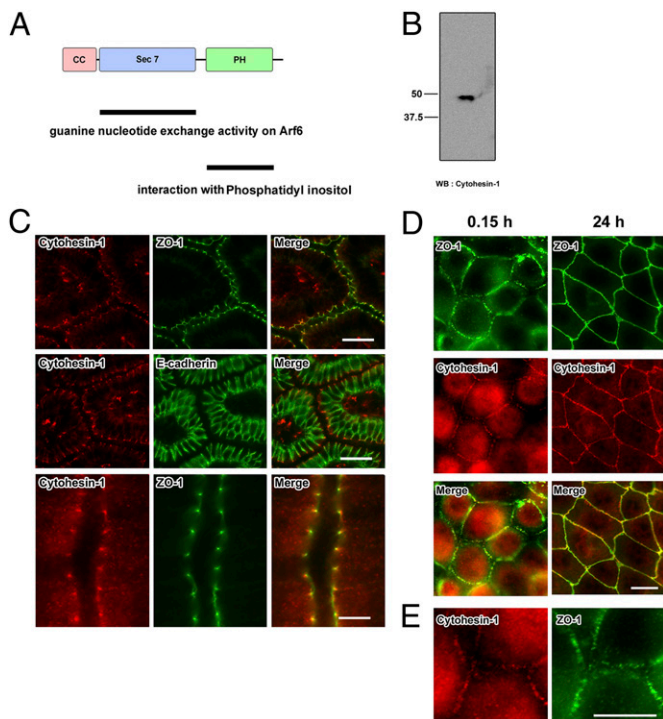 A
CC
Sec 7
PH
guanine nucleotide exchange activity on Arf6
interaction with Phosphatidyl inositol
B
50
37.5
WB : Cytohesin-1
C
Cytohesin-1
ZO-1
Merge
Cytohesin-1
E-cadherin
Merge
Cytohesin-1
ZO-1
Merge
D
0.15 h
24 h
ZO-1
ZO-1
Cytohesin-1
Cytohesin-1
Merge
Merge
E
Cytohesin-1
ZO-1